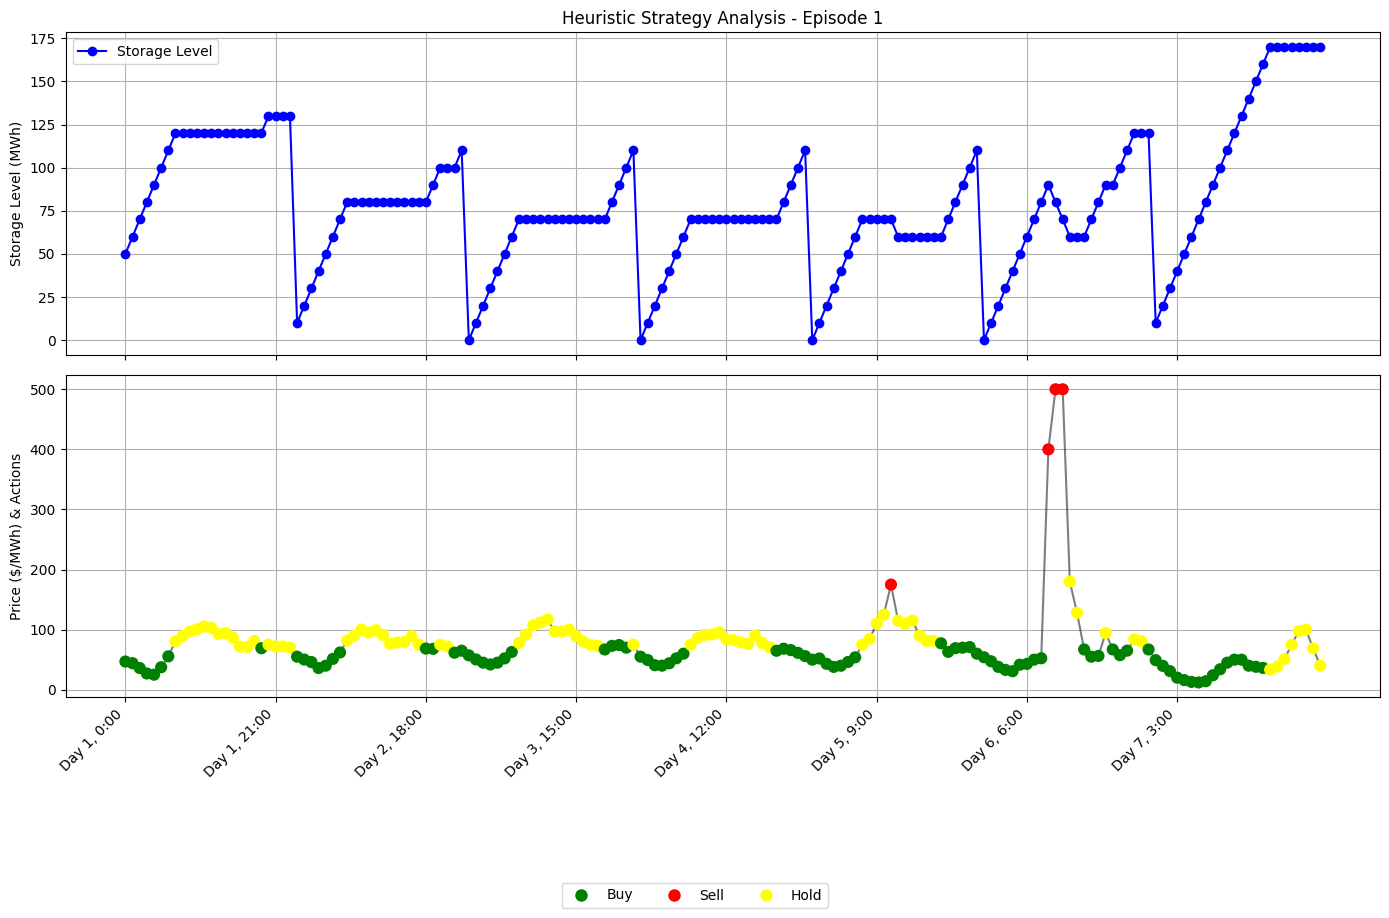 Heuristic Strategy Analysis - Episode 1
Storage Level
Storage Level (MWh)
175
150
125
100
75
50
25
0
Price ($/MWh) & Actions
500
400
300
200
100
0
Day 1, 0:00
Day 1, 21:00
Day 2, 18:00
Day 3, 15:00
Day 4, 12:00
Day 5, 9:00
Day 6, 6:00
Day 7, 3:00
Buy
Sell
Hold